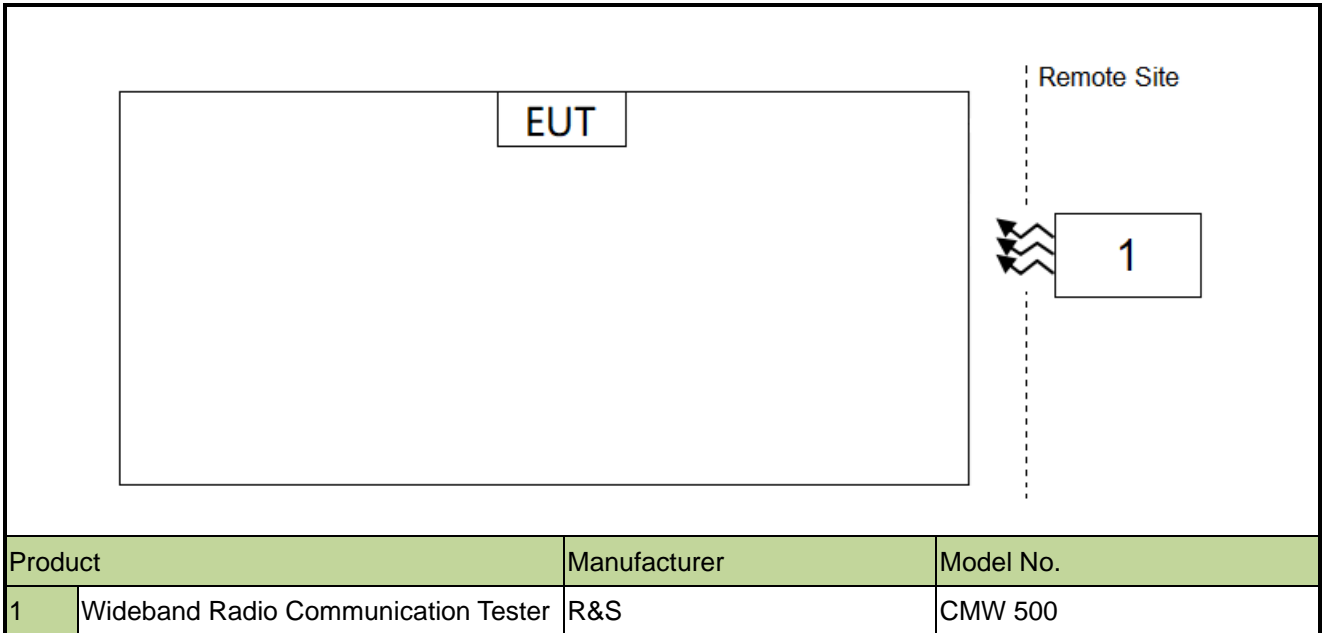 Remote Site
EUT
1
Product Manufacturer Model No.
1 Wideband Radio Communication Tester R&S CMW 500